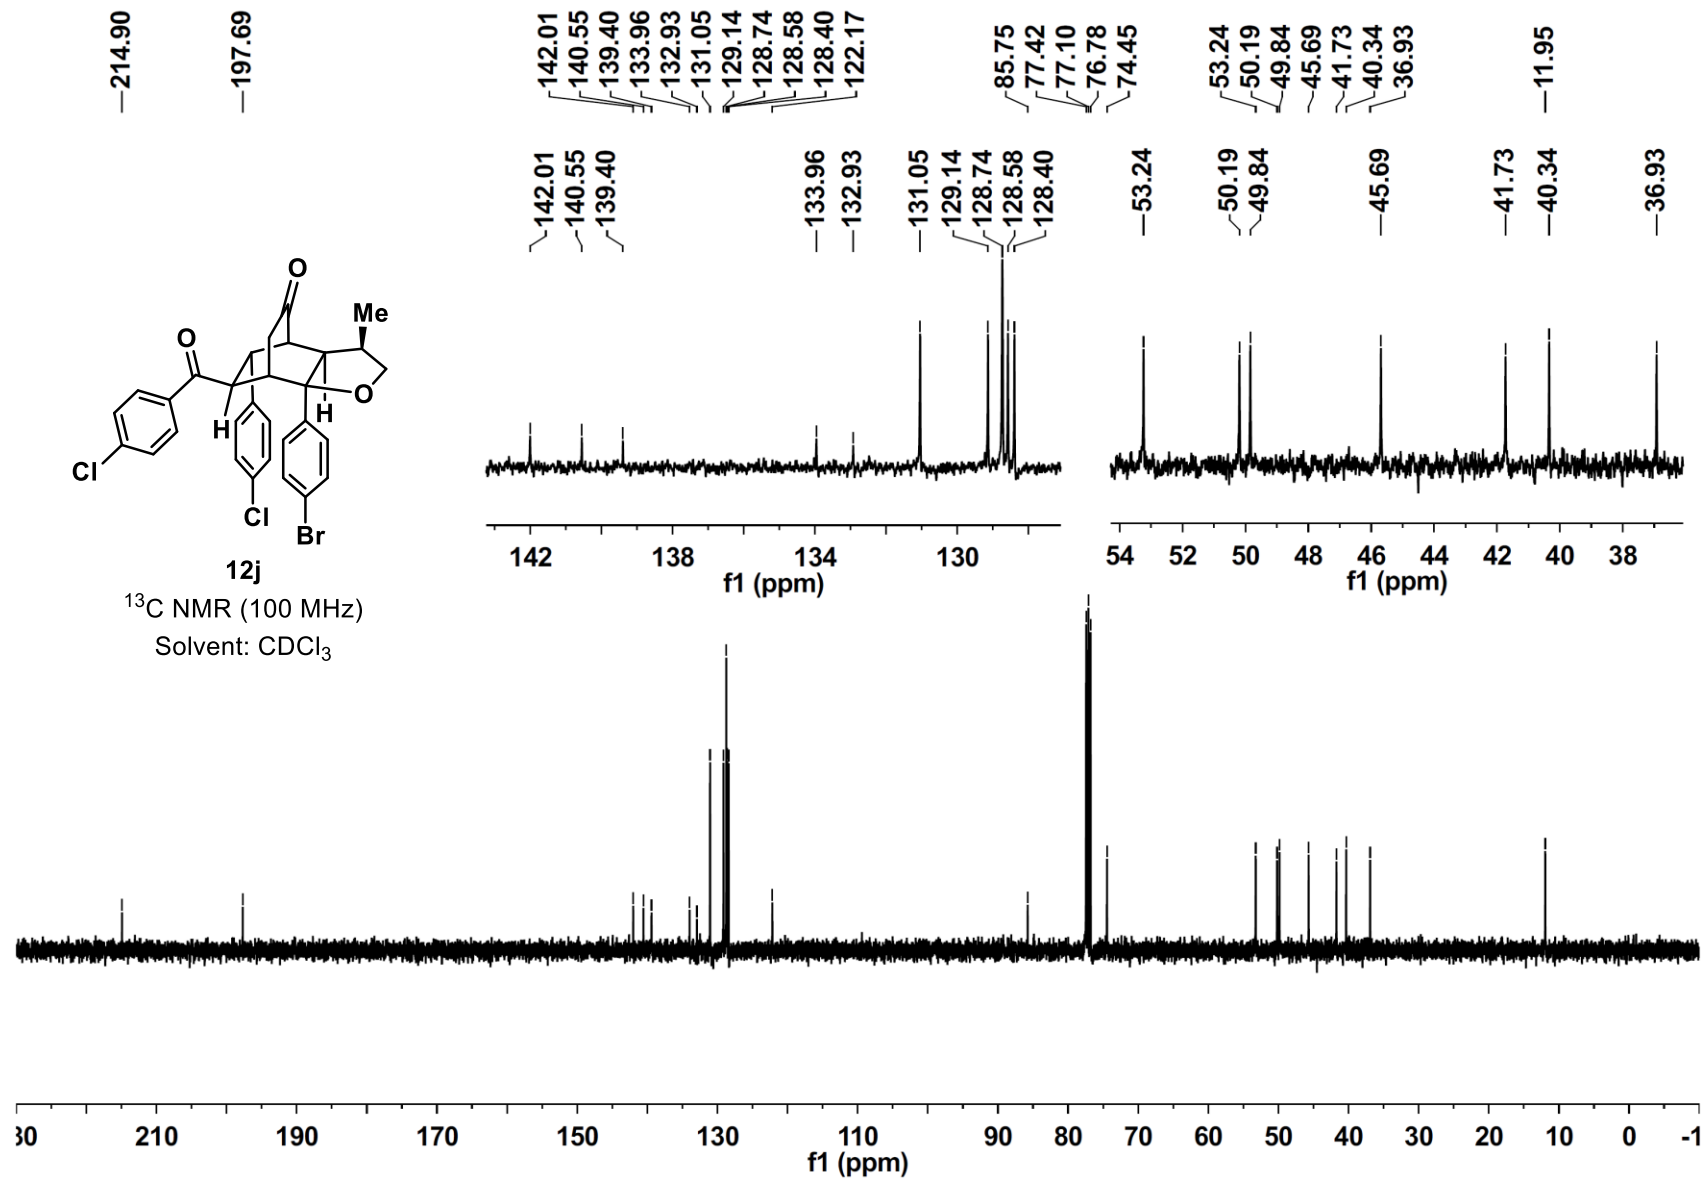 214.90
197.69
142.01
140.55
139.40
133.96
132.93
131.05
129.14
128.74
128.58
128.40
122.17
85.75
77.42
77.10
76.78
74.45
53.24
50.19
49.84
45.69
41.73
40.34
36.93
11.95
142.01
140.55
139.40
133.96
132.93
131.05
129.14
128.74
128.58
128.40
53.24
50.19
49.84
45.69
41.73
40.34
36.93
O
Me
O
O
H
H
Cl
Cl
Br
12j
13C NMR (100 MHz)
Solvent: CDCl3
142 138 134 130
f1 (ppm)
54 52 50 48 46 44 42 40 38
f1 (ppm)
30 210 190 170 150 130 110 90 80 70 60 50 40 30 20 10 0 -1
f1 (ppm)